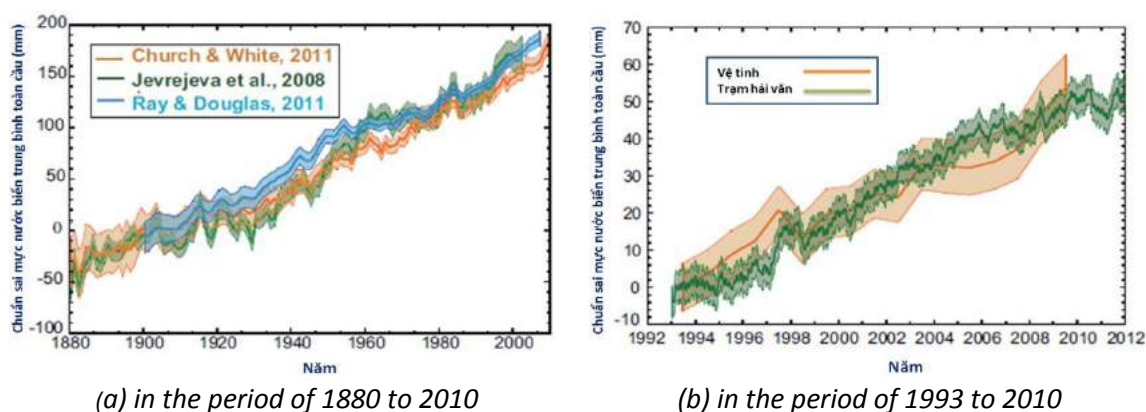 Chuẩn sai mực nước biển trung bình toàn cầu (mm)
200
150
100
50
0
-50
-100
Church & White, 2011
Jevrejeva et al., 2008
Ray & Douglas, 2011
1880 1900 1920 1940 1960 1980 2000
Năm
(a) in the period of 1880 to 2010
Chuẩn sai mực nước biển trung bình toàn cầu (mm)
70
60
50
40
30
20
10
0
-10
Vệ tinh
Trạm hải văn
1992 1994 1996 1998 2000 2002 2004 2006 2008 2010 2012
Năm
(b) in the period of 1993 to 2010